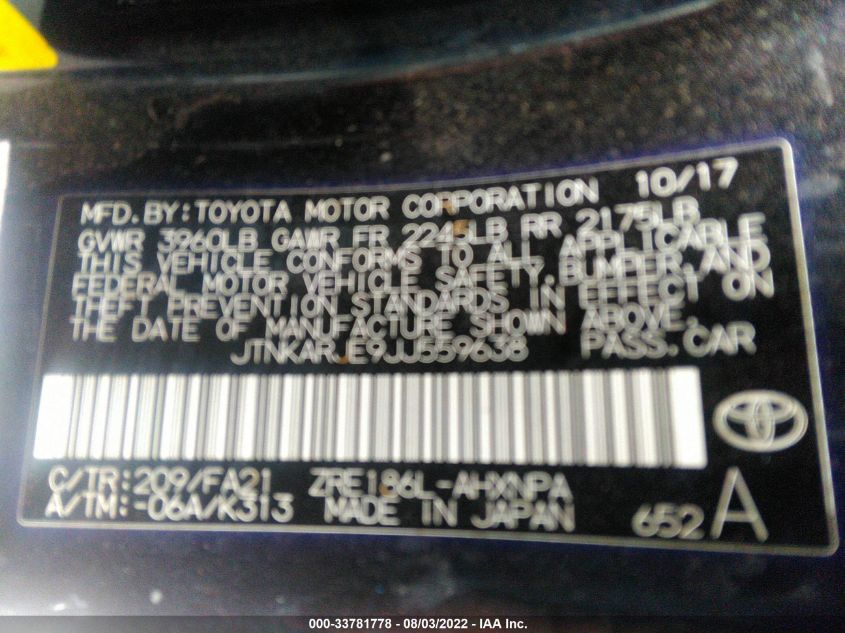 MFD. BY: TOYOTA MOTOR CORPORATION 10/17
GVWR 3960LB GAWR FR 2245LB RR 2175LB
THIS VEHICLE CONFORMS TO ALL APPLICABLE
FEDERAL MOTOR VEHICLE SAFETY, BUMPER, AND
THEFT PREVENTION STANDARDS IN EFFECT ON
THE DATE OF MANUFACTURE SHOWN ABOVE.
JTNKARJE9JJ559638 PASS. CAR
C/TR: 209/FA21 ZRE186L-AHXNPA
A/TM: -06A/K313 MADE IN JAPAN 652 A
000-33781778 - 08/03/2022 - IAA Inc.